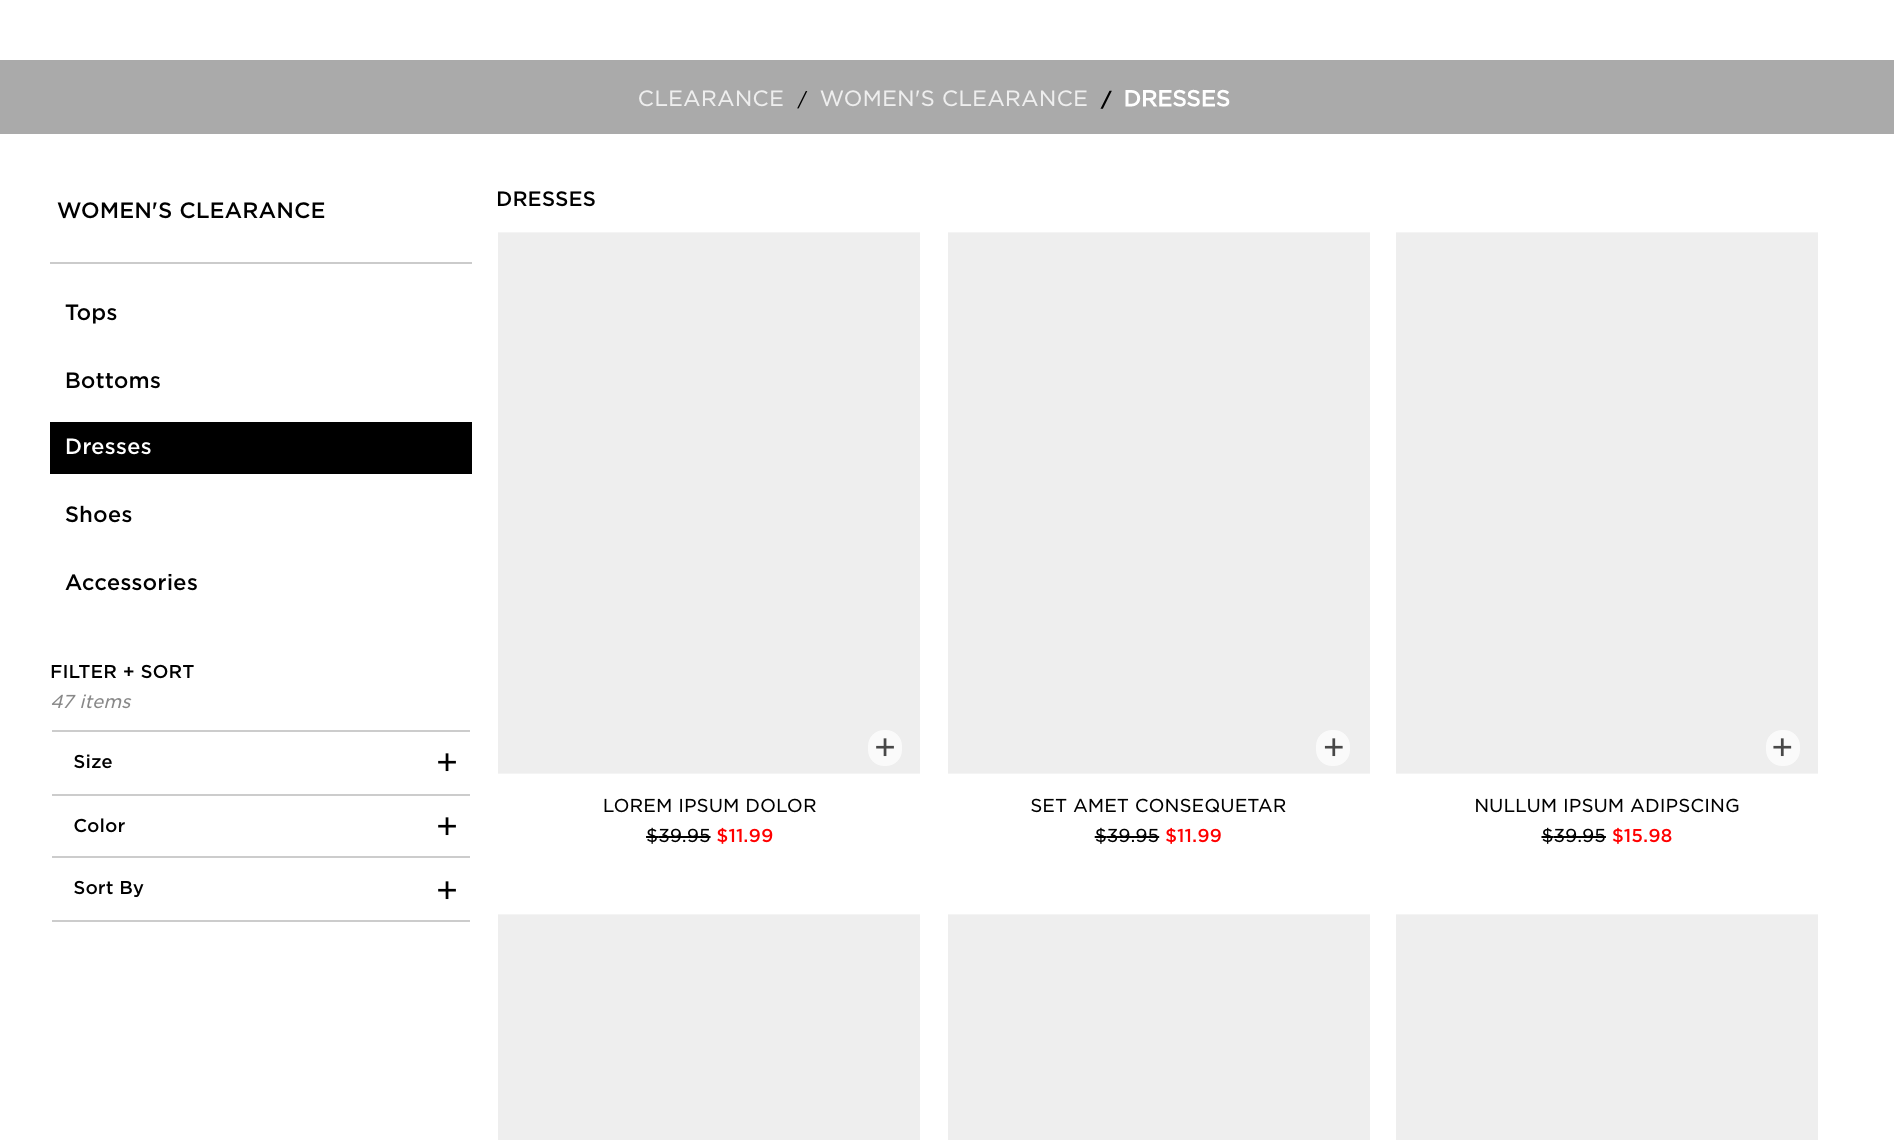 CLEARANCE / WOMEN'S CLEARANCE / DRESSES
WOMEN'S CLEARANCE
Tops
Bottoms
Dresses
Shoes
Accessories
FILTER + SORT
47 items
Size +
Color +
Sort By +
DRESSES
+
+
+
LOREM IPSUM DOLOR
$39.95 $11.99
SET AMET CONSEQUETAR
$39.95 $11.99
NULLUM IPSUM ADIPSCING
$39.95 $15.98